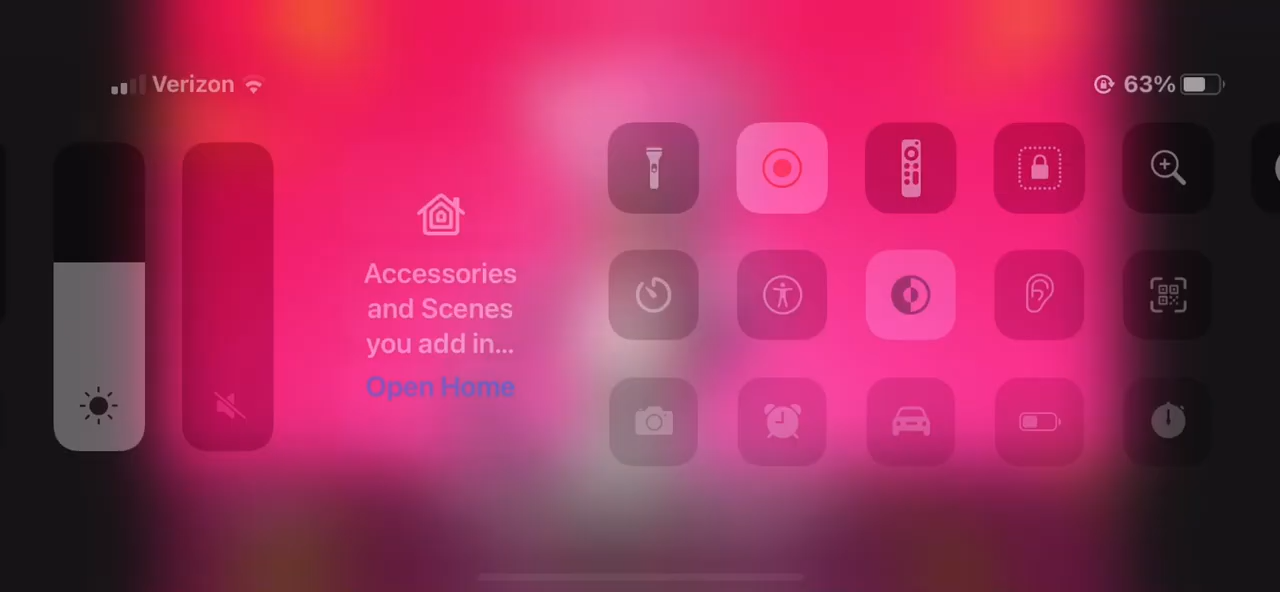 Verizon
63%
Accessories
and Scenes
you add in...
Open Home